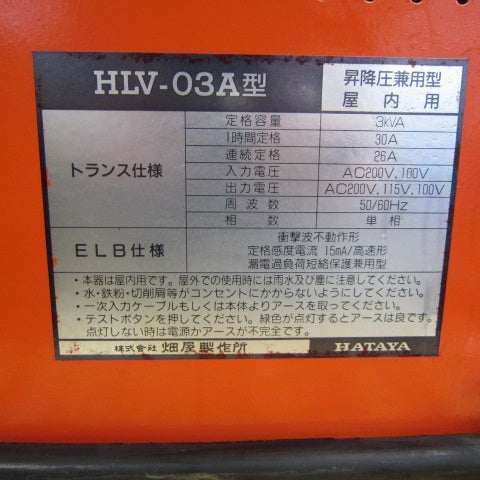 HLV-03A型
昇降圧兼用型
屋内用
トランス仕様
定格容量 3kVA
1時間定格 30A
連続定格 26A
入力電圧 AC200V,100V
出力電圧 AC200V,115V,100V
周波数 50/60Hz
相数 単相
ELB仕様
衝撃波不動作形
定格感度電流 15mA/高速形
漏電過負荷短絡保護兼用型
・本器は屋内用です。屋外での使用時には雨水及び塵に注意してください。
・水・鉄粉・切削屑等がコンセントにかからないようにしてください。
・一次入力ケーブルもしくは本体よりアースを取ってください。
・テストボタンを押してください。緑色が点灯するとアースは良です。
点灯しない時は電源かアースが不完全です。
株式会社 畑屋製作所 HATAYA